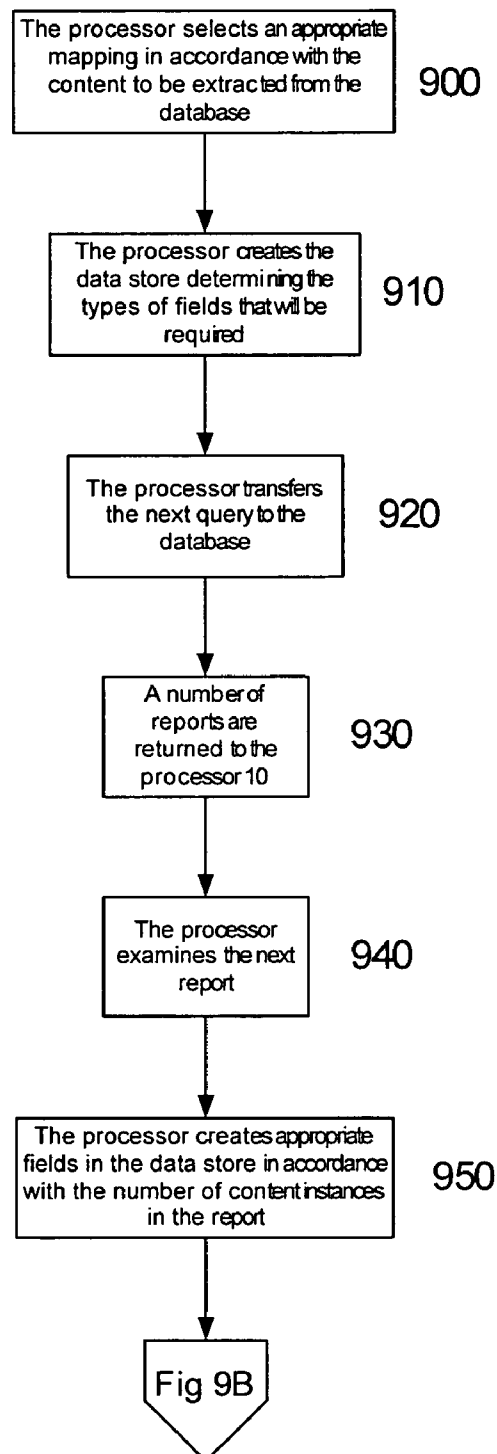 The processor selects an appropriate
mapping in accordance with the
content to be extracted from the
database
900
The processor creates the
data store determining the
types of fields that will be
required
910
The processor transfers
the next query to the
database
920
A number of
reports are
returned to the
processor 10
930
The processor
examines the next
report
940
The processor creates appropriate
fields in the data store in accordance
with the number of content instances
in the report
950
Fig 9B